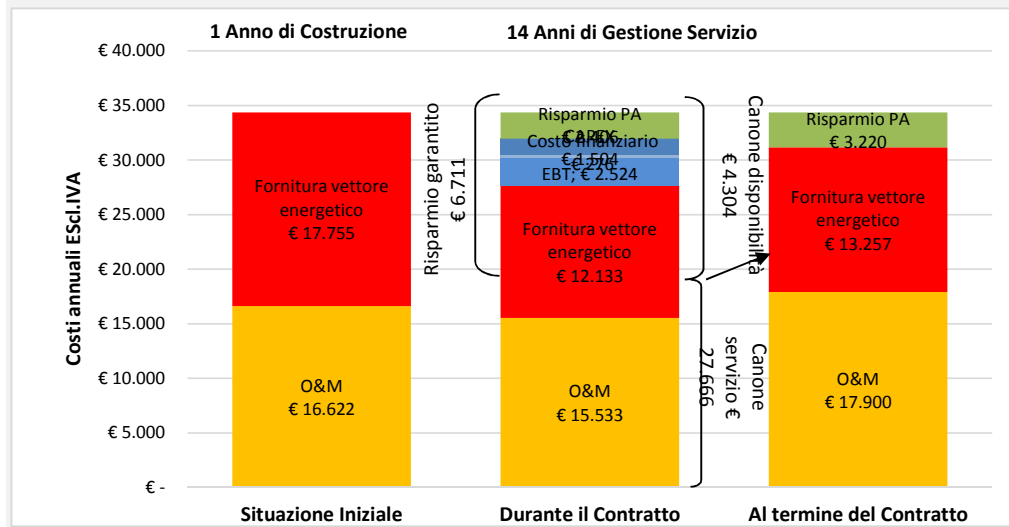 1 Anno di Costruzione
14 Anni di Gestione Servizio
Costi annuali EScl.IVA
€ 40.000
€ 35.000
€ 30.000
€ 25.000
€ 20.000
€ 15.000
€ 10.000
€ 5.000
€ -
Fornitura vettore
energetico
€ 17.755
O&M
€ 16.622
Situazione Iniziale
Risparmio garantito
€ 6.711
Risparmio PA
CAPEX
Costo finanziario
€ 1.504
EBT; € 2.524
Fornitura vettore
energetico
€ 12.133
O&M
€ 15.533
Durante il Contratto
Canone disponibilità
€ 4.304
Canone
servizio €
27.666
Risparmio PA
€ 3.220
Fornitura vettore
energetico
€ 13.257
O&M
€ 17.900
Al termine del Contratto